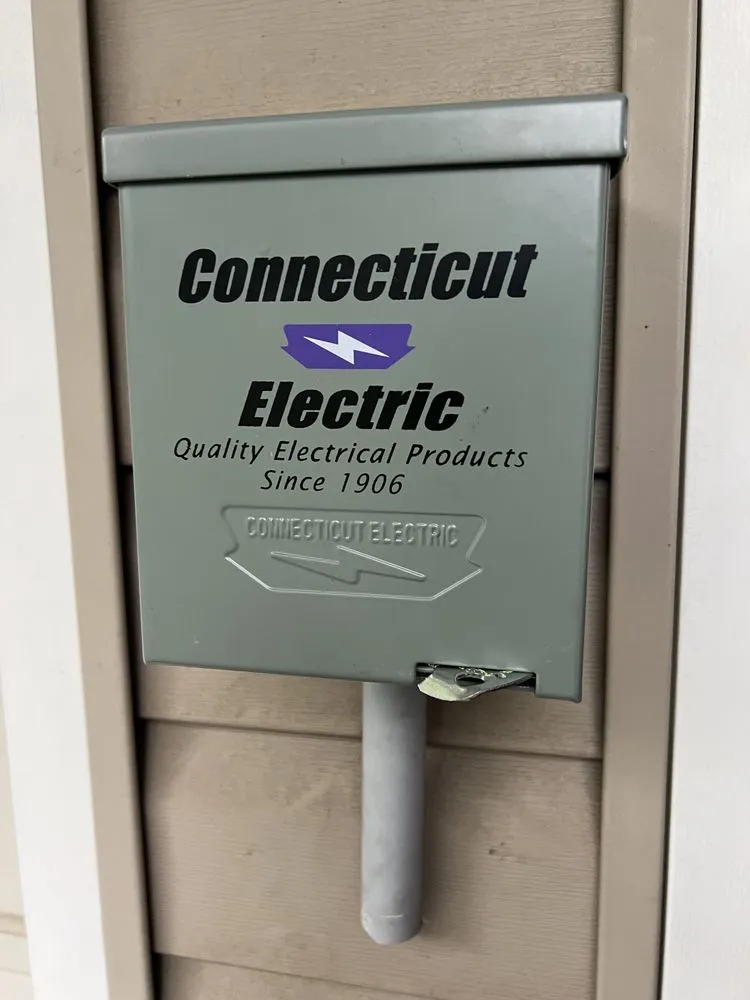 Connecticut
Electric
Quality Electrical Products
Since 1906
CONNECTICUT ELECTRIC